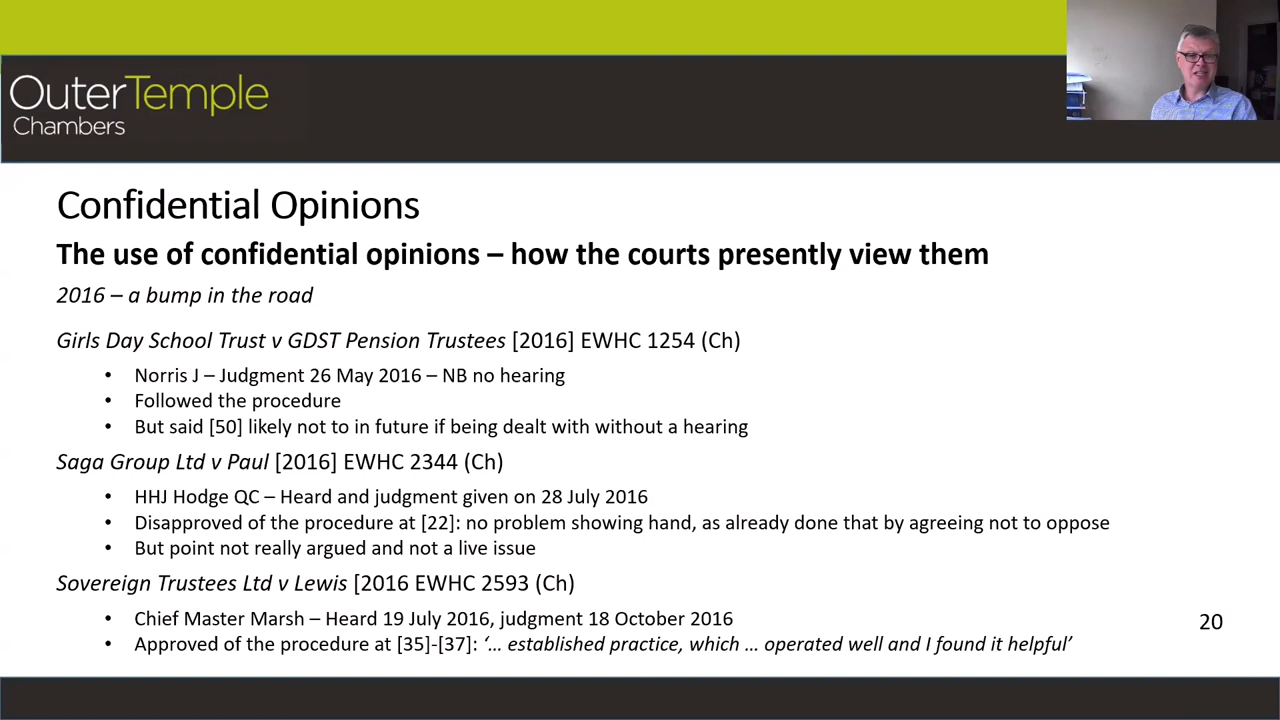 OuterTemple
Chambers
Confidential Opinions
The use of confidential opinions – how the courts presently view them
2016 – a bump in the road
Girls Day School Trust v GDST Pension Trustees [2016] EWHC 1254 (Ch)
• Norris J – Judgment 26 May 2016 – NB no hearing
• Followed the procedure
• But said [50] likely not to in future if being dealt with without a hearing
Saga Group Ltd v Paul [2016] EWHC 2344 (Ch)
• HHJ Hodge QC – Heard and judgment given on 28 July 2016
• Disapproved of the procedure at [22]: no problem showing hand, as already done that by agreeing not to oppose
• But point not really argued and not a live issue
Sovereign Trustees Ltd v Lewis [2016 EWHC 2593 (Ch)
• Chief Master Marsh – Heard 19 July 2016, judgment 18 October 2016
• Approved of the procedure at [35]-[37]: ‘… established practice, which … operated well and I found it helpful’
20